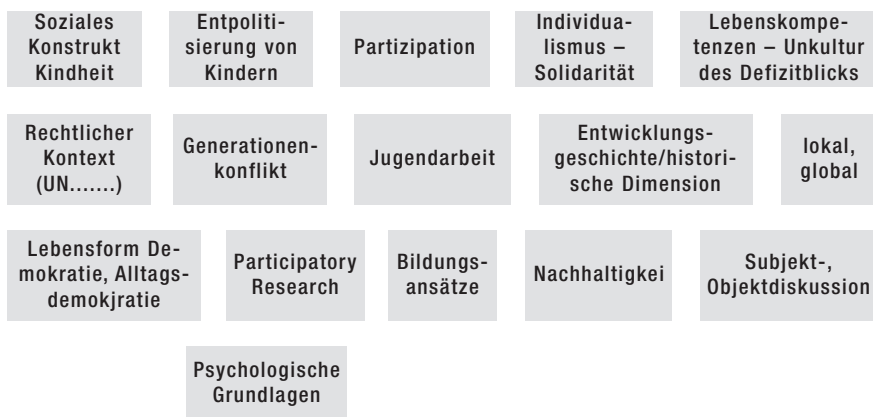 Soziales
Konstrukt
Kindheit
Entpoliti-
sierung von
Kindern
Partizipation
Individua-
lismus –
Solidarität
Lebenskompe-
tenzen – Unkultur
des Defizitblicks
Rechtlicher
Kontext
(UN.......)
Generationen-
konflikt
Jugendarbeit
Entwicklungs-
geschichte/histori-
sche Dimension
lokal,
global
Lebensform De-
mokratie, Alltags-
demokjratie
Participatory
Research
Bildungs-
ansätze
Nachhaltigkei
Subjekt-,
Objektdiskussion
Psychologische
Grundlagen